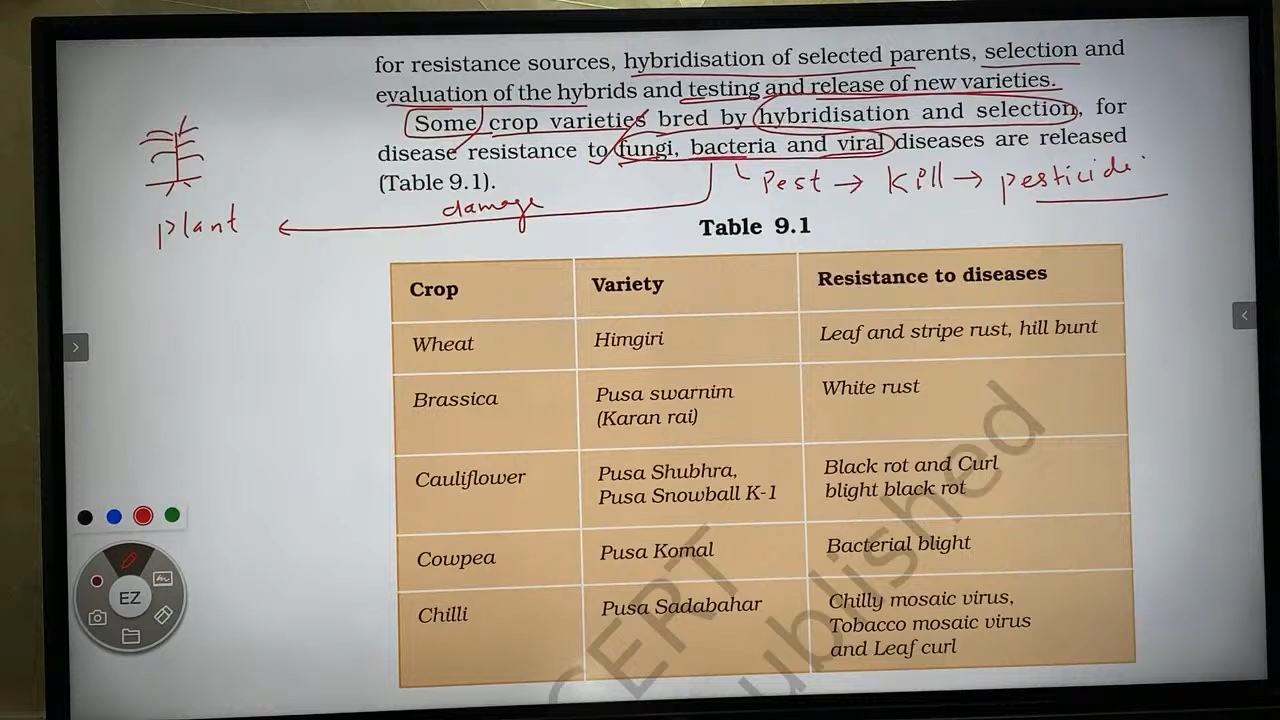 for resistance sources, hybridisation of selected parents, selection and
evaluation of the hybrids and testing and release of new varieties.
Some crop varieties bred by hybridisation and selection, for
disease resistance to fungi, bacteria and viral diseases are released
(Table 9.1).
Pest → Kill → pesticide
damage
plant
Table 9.1
Crop Variety Resistance to diseases
Wheat Himgiri Leaf and stripe rust, hill bunt
Brassica Pusa swarnim White rust
(Karan rai)
Cauliflower Pusa Shubhra, Black rot and Curl
Pusa Snowball K-1 blight black rot
Cowpea Pusa Komal Bacterial blight
Chilli Pusa Sadabahar Chilly mosaic virus,
Tobacco mosaic virus
and Leaf curl
EZ